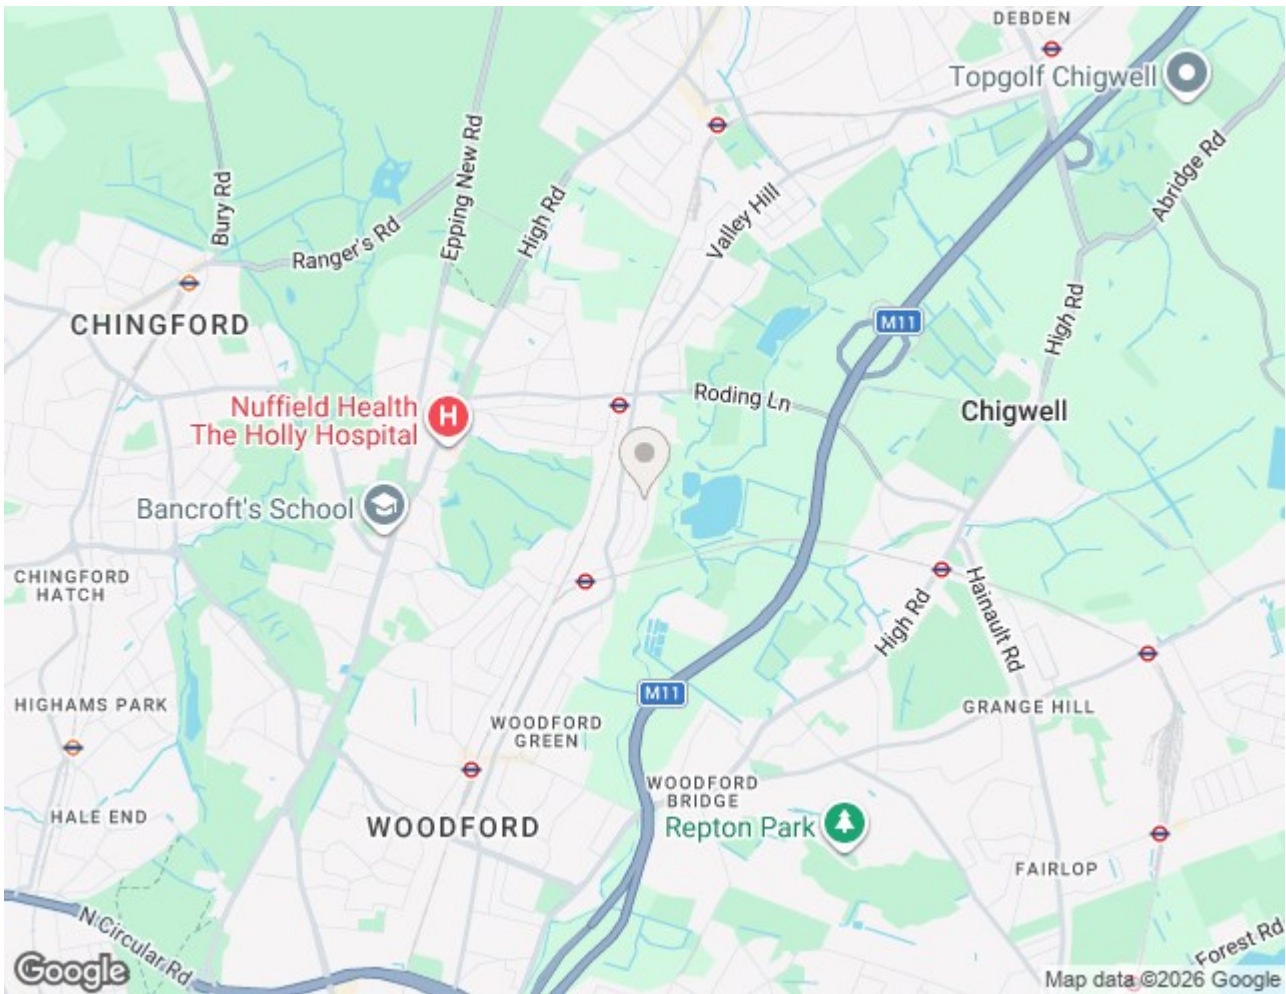 DEBDEN
Topgolf Chigwell
Epping New Rd
Bury Rd
High Rd
Valley Hill
Abridge Rd
Ranger's Rd
CHINGFORD
M11
High Rd
Roding Ln
Chigwell
Nuffield Health
The Holly Hospital
H
Bancroft's School
CHINGFORD
HATCH
High Rd
Hainault Rd
M11
HIGHAMS PARK
WOODFORD
GREEN
GRANGE HILL
WOODFORD
BRIDGE
HALE END
WOODFORD
Repton Park
FAIRLOP
N Circular Rd
Forest Rd
Google
Map data ©2026 Google